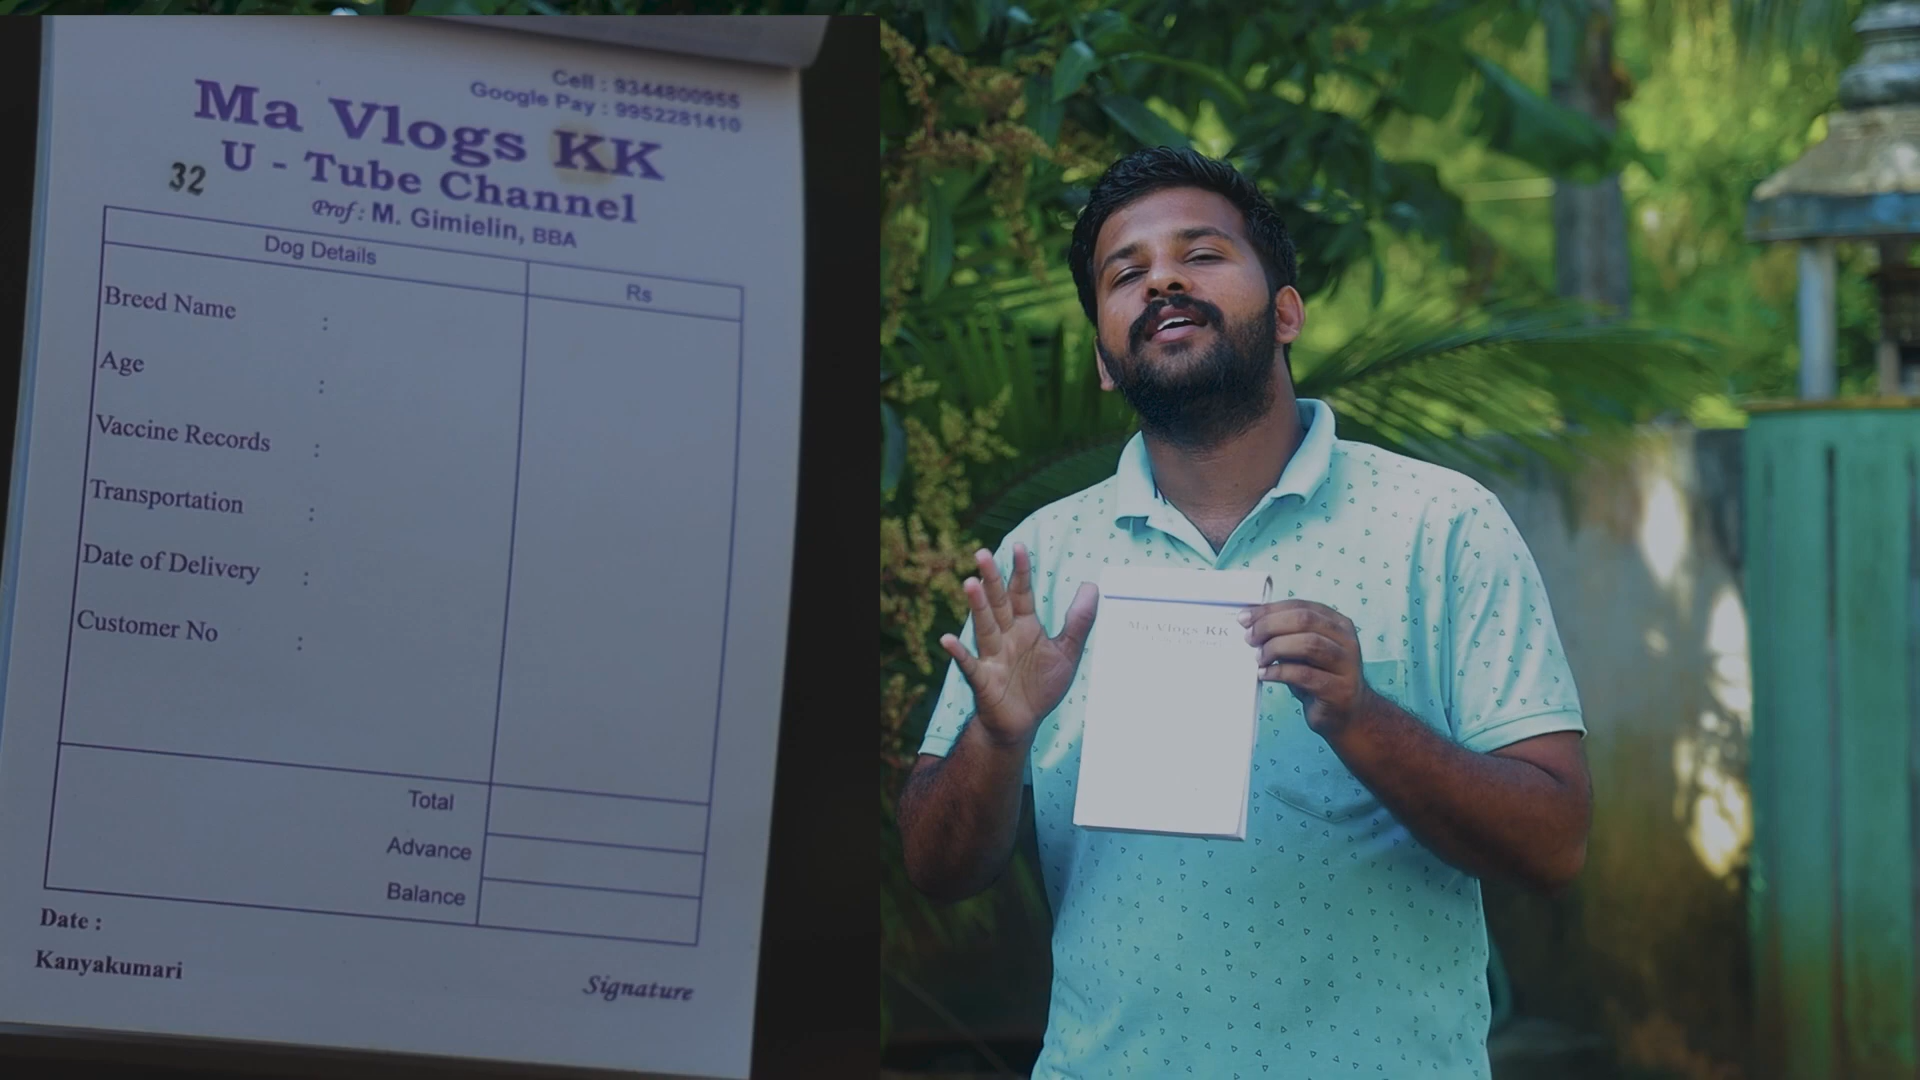 Cell : 9344800955
Google Pay : 9952281410
Ma Vlogs KK
U - Tube Channel
32
Prof : M. Gimielin, BBA
Dog Details
Rs
Breed Name :
Age :
Vaccine Records :
Transportation :
Date of Delivery :
Customer No :
Total
Advance
Balance
Date :
Kanyakumari
Signature
Ma Vlogs KK